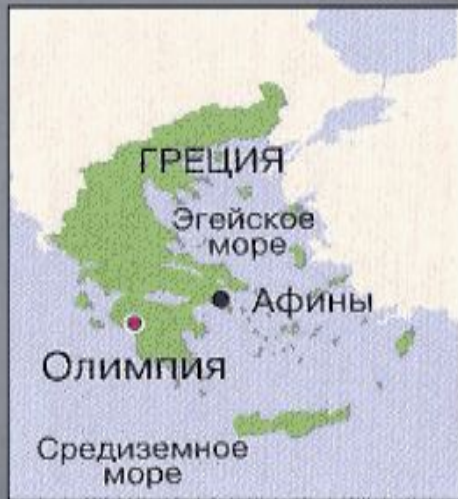 ГРЕЦИЯ
Эгейское
море
Афины
Олимпия
Средиземное
море